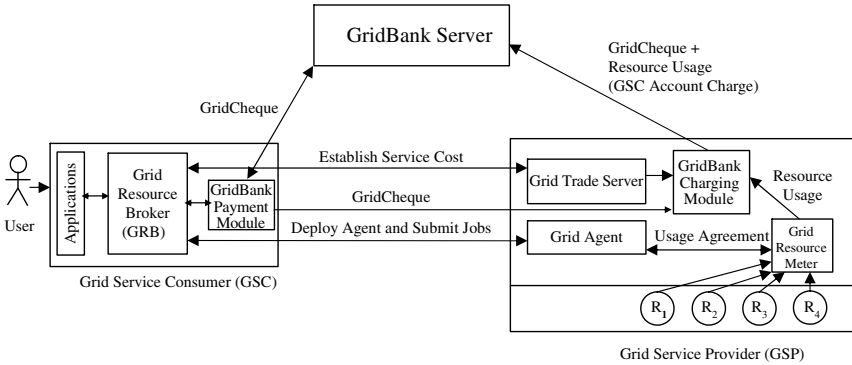 GridBank Server
GridCheque +
Resource Usage
(GSC Account Charge)
GridCheque
User
Applications
Grid
Resource
Broker
(GRB)
GridBank
Payment
Module
Establish Service Cost
GridCheque
Deploy Agent and Submit Jobs
Grid Trade Server
GridBank
Charging
Module
Resource
Usage
Grid Agent
Usage Agreement
Grid
Resource
Meter
R1
R2
R3
R4
Grid Service Consumer (GSC)
Grid Service Provider (GSP)